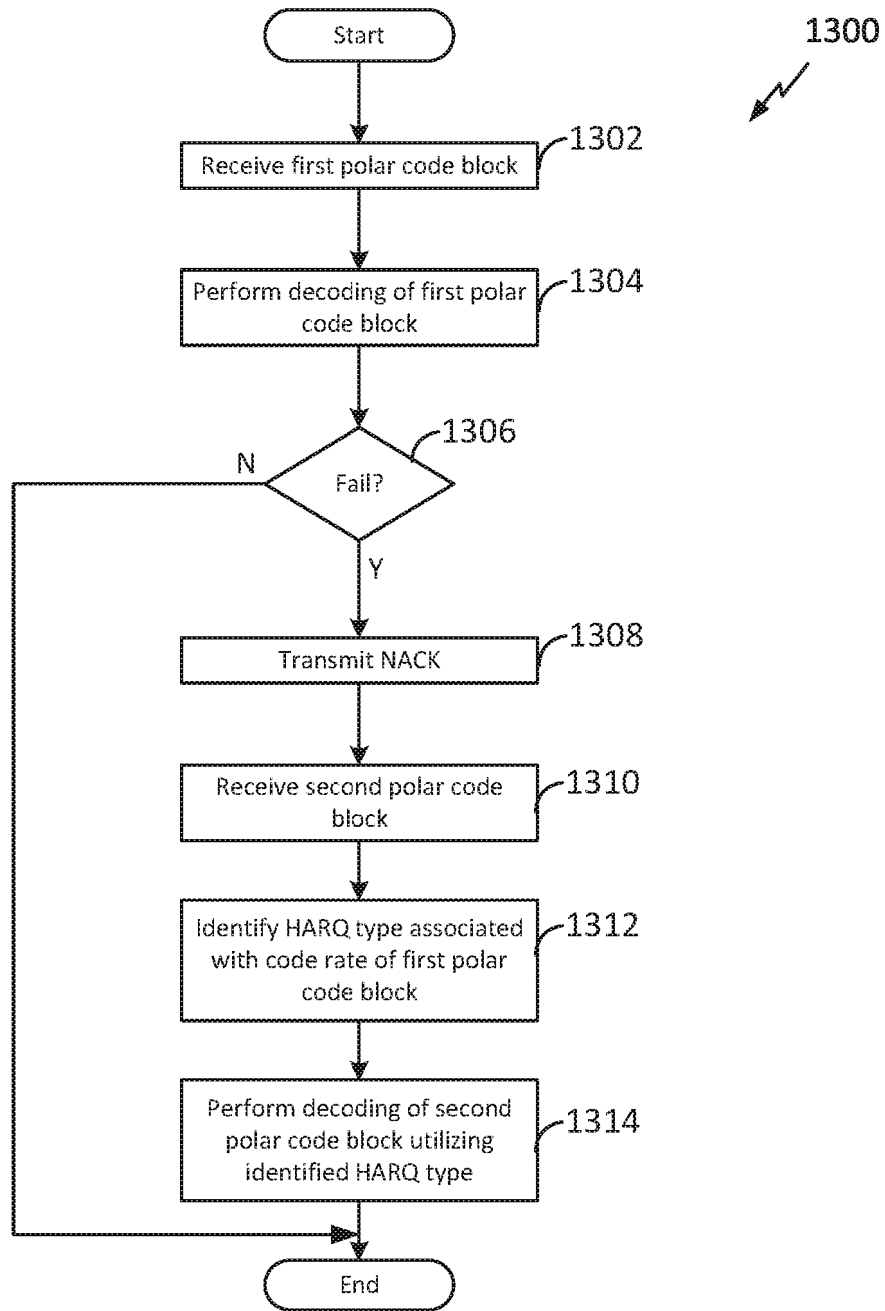 Start
1300
Receive first polar code block
1302
Perform decoding of first polar
code block
1304
Fail?
1306
N
Y
Transmit NACK
1308
Receive second polar code
block
1310
Identify HARQ type associated
with code rate of first polar
code block
1312
Perform decoding of second
polar code block utilizing
identified HARQ type
1314
End